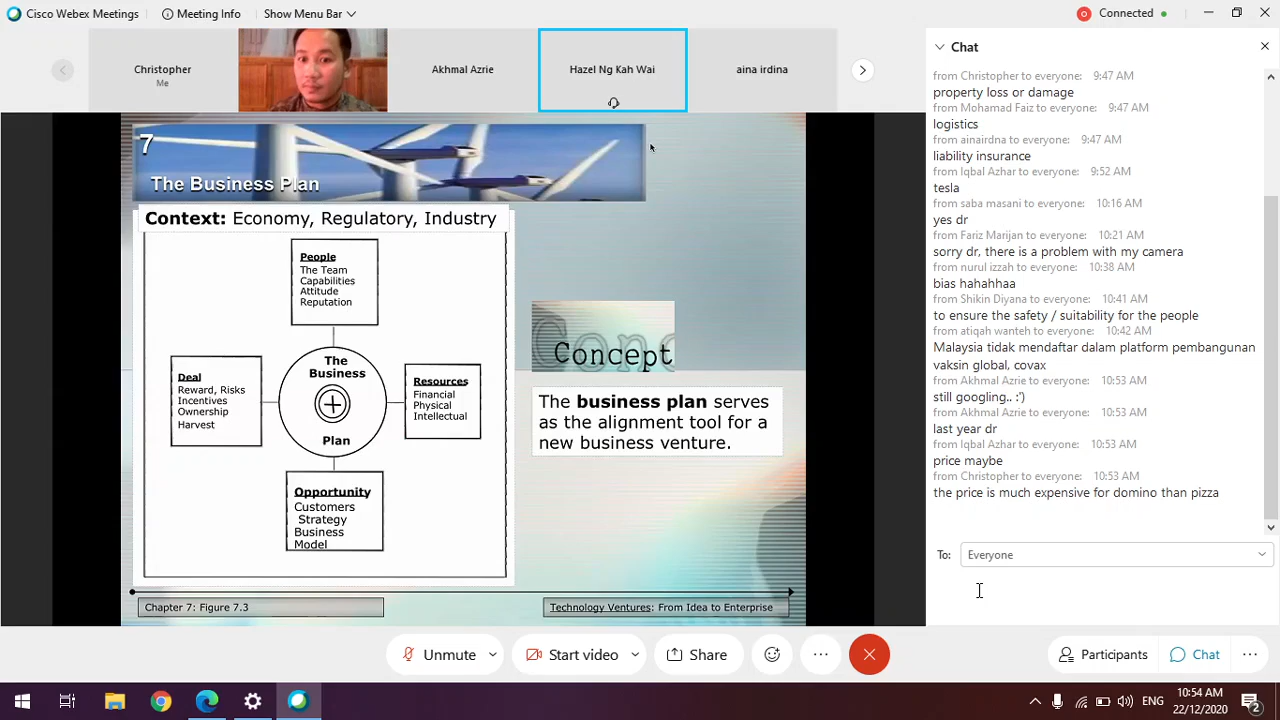 Cisco Webex Meetings
Meeting Info
Show Menu Bar
Connected
Christopher
Me
Akhmal Azrie
Hazel Ng Kah Wai
aina irdina
7
The Business Plan
Context: Economy, Regulatory, Industry
People
The Team
Capabilities
Attitude
Reputation
Deal
Reward, Risks
Incentives
Ownership
Harvest
The
Business
Plan
Resources
Financial
Physical
Intellectual
Opportunity
Customers
Strategy
Business
Model
Concept
The business plan serves
as the alignment tool for a
new business venture.
Chapter 7: Figure 7.3
Technology Ventures: From Idea to Enterprise
Chat
from Christopher to everyone: 9:47 AM
property loss or damage
from Mohamad Faiz to everyone: 9:47 AM
logistics
from ainairdna to everyone: 9:47 AM
liability insurance
from Iqbal Azhar to everyone: 9:52 AM
tesla
from saba masani to everyone: 10:16 AM
yes dr
from Fariz Marijan to everyone: 10:21 AM
sorry dr, there is a problem with my camera
from nurul izzah to everyone: 10:38 AM
bias hahahhaa
from Shikin Diyana to everyone: 10:41 AM
to ensure the safety / suitability for the people
from atiqah wanteh to everyone: 10:42 AM
Malaysia tidak mendaftar dalam platform pembangunan
vaksin global, covax
from Akhmal Azrie to everyone: 10:53 AM
still googling.. :')
from Akhmal Azrie to everyone: 10:53 AM
last year dr
from Iqbal Azhar to everyone: 10:53 AM
price maybe
from Christopher to everyone: 10:53 AM
the price is much expensive for domino than pizza
To: Everyone
Unmute
Start video
Share
Participants
Chat
ENG
10:54 AM
22/12/2020
2